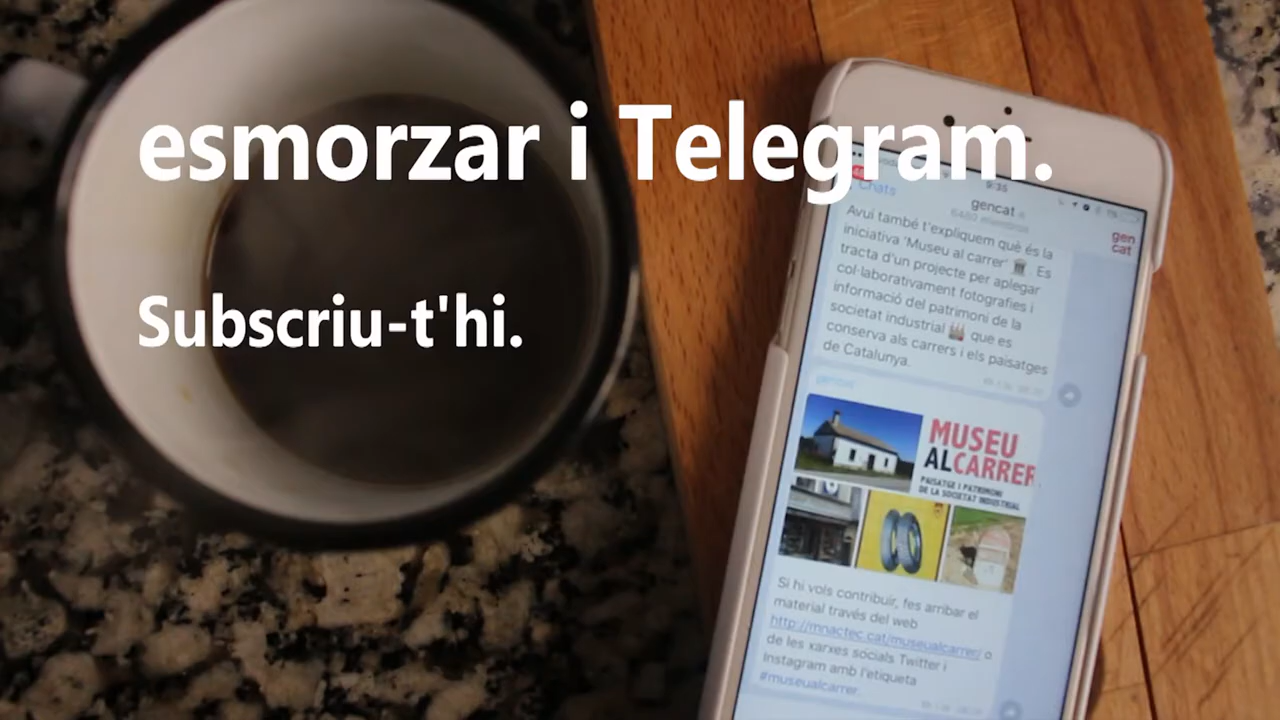 esmorzar i Telegram.
Subscriu-t'hi.
9:35
Chats
gencat
6480 membros
gen
cat
Avui també t'expliquem què és la
iniciativa 'Museu al carrer' 🏛. Es
tracta d'un projecte per aplegar
col·laborativament fotografies i
informació del patrimoni de la
societat industrial 🏭 que es
conserva als carrers i els paisatges
de Catalunya.
gencat
MUSEU
ALCARRER
PAISATGE I PATRIMONI
DE LA SOCIETAT INDUSTRIAL
Si hi vols contribuir, fes arribar el
material través del web
http://mnactec.cat/museualcarrer/ o
de les xarxes socials Twitter i
Instagram amb l'etiqueta
#museualcarrer.